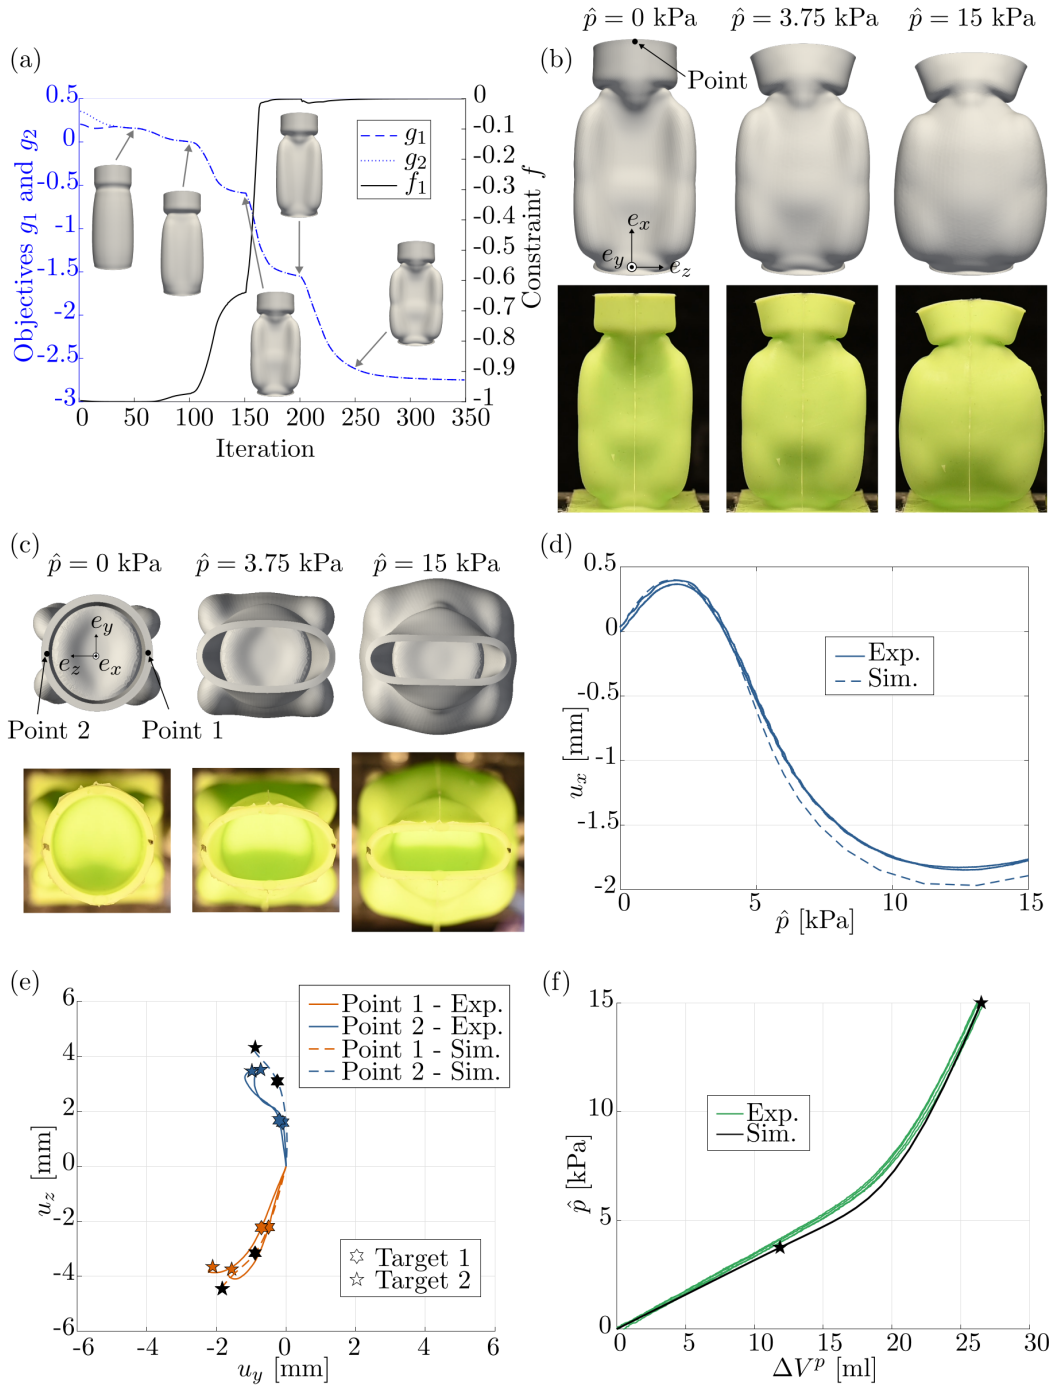 (a)
0.5
0
-0.5
-1
-1.5
-2
-2.5
-3
Objectives g₁ and g₂
0 50 100 150 200 250 300 350
Iteration
0
-0.1
-0.2
-0.3
-0.4
-0.5
-0.6
-0.7
-0.8
-0.9
-1
Constraint f
g₁
g₂
f₁
(b)
p̂ = 0 kPa p̂ = 3.75 kPa p̂ = 15 kPa
Point
eₓ
e_y e_z
(c)
p̂ = 0 kPa p̂ = 3.75 kPa p̂ = 15 kPa
e_y
e_z eₓ
Point 2 Point 1
(d)
0.5
0
-0.5
-1
-1.5
-2
uₓ [mm]
0 5 10 15
p̂ [kPa]
Exp.
Sim.
(e)
6
4
2
0
-2
-4
-6
u_z [mm]
-6 -4 -2 0 2 4 6
u_y [mm]
Point 1 - Exp.
Point 2 - Exp.
Point 1 - Sim.
Point 2 - Sim.
Target 1
Target 2
(f)
15
10
5
0
p̂ [kPa]
0 5 10 15 20 25 30
ΔVᵖ [ml]
Exp.
Sim.